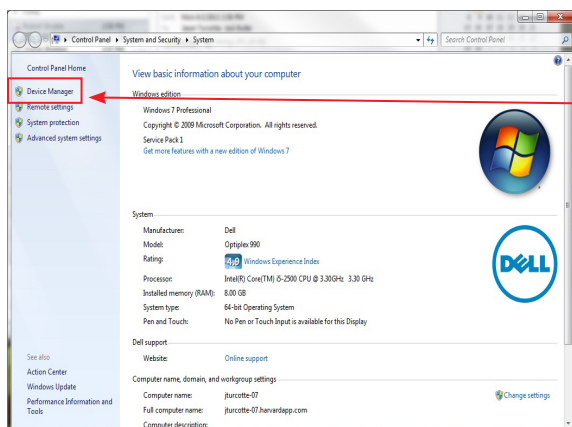 Control Panel ▸ System and Security ▸ System
Search Control Panel
Control Panel Home
Device Manager
Remote settings
System protection
Advanced system settings
See also
Action Center
Windows Update
Performance Information and
Tools
View basic information about your computer
Windows edition
Windows 7 Professional
Copyright © 2009 Microsoft Corporation. All rights reserved.
Service Pack 1
Get more features with a new edition of Windows 7
System
Manufacturer: Dell
Model: Optiplex 990
Rating: 4,9 Windows Experience Index
Processor: Intel(R) Core(TM) i5-2500 CPU @ 3.30GHz 3.30 GHz
Installed memory (RAM): 8.00 GB
System type: 64-bit Operating System
Pen and Touch: No Pen or Touch Input is available for this Display
DELL
Dell support
Website: Online support
Computer name, domain, and workgroup settings
Computer name: jturcotte-07
Change settings
Full computer name: jturcotte-07.harvardapp.com
Computer description: